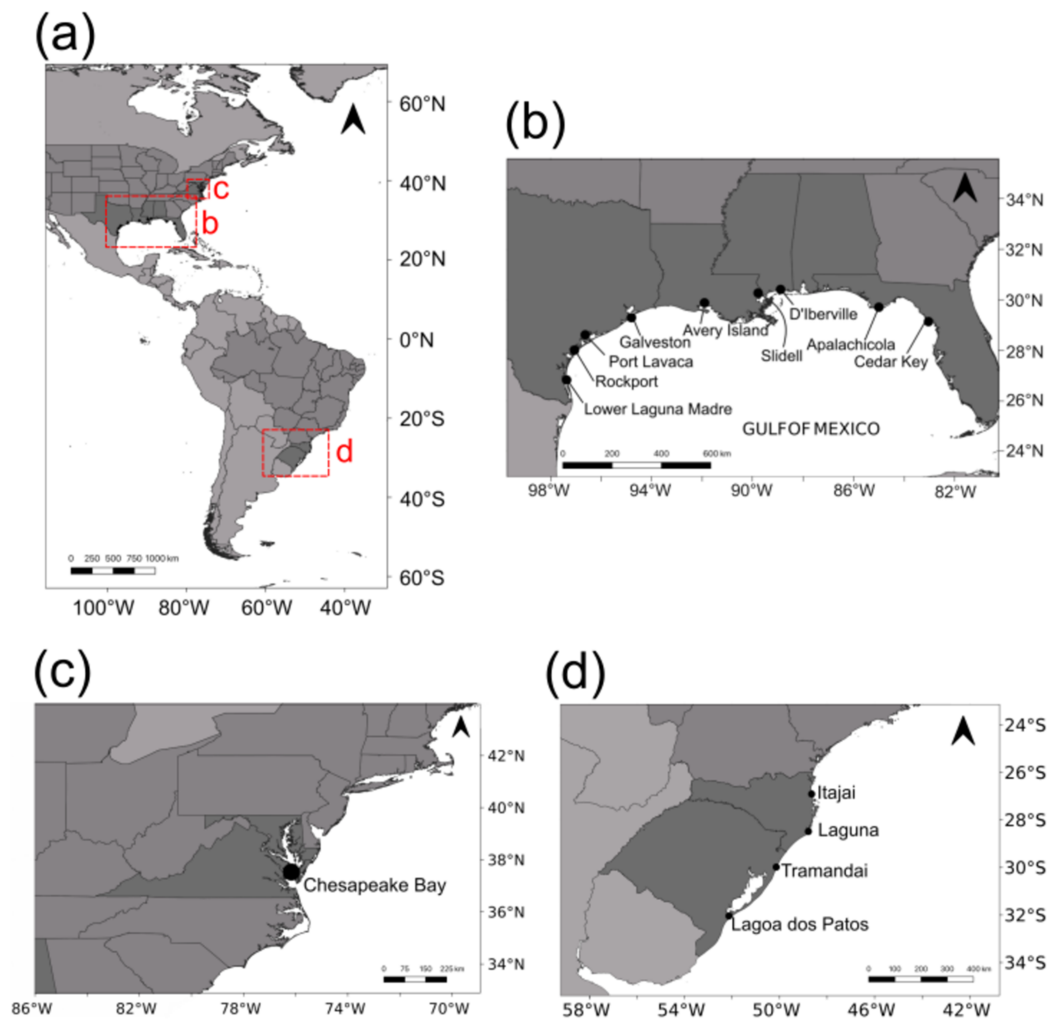 (a)
60°N
40°N
20°N
0°N
20°S
40°S
60°S
c
b
d
0 250 500 750 1000 km
100°W 80°W 60°W 40°W
(b)
34°N
32°N
30°N
28°N
26°N
24°N
D'Iberville
Avery Island
Galveston
Slidell
Apalachicola
Cedar Key
Port Lavaca
Rockport
Lower Laguna Madre
GULF OF MEXICO
0 200 400 600 km
98°W 94°W 90°W 86°W 82°W
(c)
42°N
40°N
38°N
36°N
34°N
Chesapeake Bay
0 75 150 225 km
86°W 82°W 78°W 74°W 70°W
(d)
24°S
26°S
28°S
30°S
32°S
34°S
Itajai
Laguna
Tramandai
Lagoa dos Patos
0 100 200 300 400 km
58°W 54°W 50°W 46°W 42°W